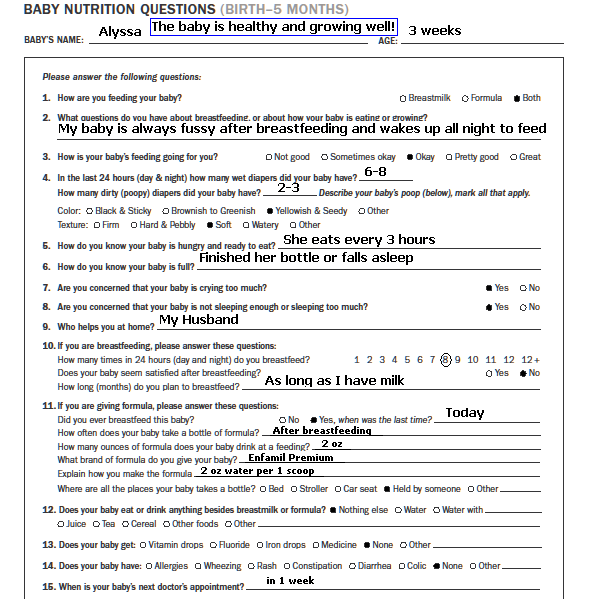 BABY NUTRITION QUESTIONS (BIRTH–5 MONTHS)
BABY'S NAME: Alyssa The baby is healthy and growing well! AGE: 3 weeks
Please answer the following questions:
1. How are you feeding your baby? Breastmilk Formula Both
2. What questions do you have about breastfeeding, or about how your baby is eating or growing?
My baby is always fussy after breastfeeding and wakes up all night to feed
3. How is your baby's feeding going for you? Not good Sometimes okay Okay Pretty good Great
4. In the last 24 hours (day & night) how many wet diapers did your baby have? 6-8
How many dirty (poopy) diapers did your baby have? 2-3 Describe your baby's poop (below), mark all that apply.
Color: Black & Sticky Brownish to Greenish Yellowish & Seedy Other
Texture: Firm Hard & Pebbly Soft Watery Other
5. How do you know your baby is hungry and ready to eat? She eats every 3 hours
6. How do you know your baby is full? Finished her bottle or falls asleep
7. Are you concerned that your baby is crying too much? Yes No
8. Are you concerned that your baby is not sleeping enough or sleeping too much? Yes No
9. Who helps you at home? My Husband
10. If you are breastfeeding, please answer these questions:
How many times in 24 hours (day and night) do you breastfeed? 1 2 3 4 5 6 7 8 9 10 11 12 12+
Does your baby seem satisfied after breastfeeding? Yes No
How long (months) do you plan to breastfeed? As long as I have milk
11. If you are giving formula, please answer these questions:
Did you ever breastfeed this baby? No Yes, when was the last time? Today
How often does your baby take a bottle of formula? After breastfeeding
How many ounces of formula does your baby drink at a feeding? 2 oz
What brand of formula do you give your baby? Enfamil Premium
Explain how you make the formula 2 oz water per 1 scoop
Where are all the places your baby takes a bottle? Bed Stroller Car seat Held by someone Other
12. Does your baby eat or drink anything besides breastmilk or formula? Nothing else Water Water with
Juice Tea Cereal Other foods Other
13. Does your baby get: Vitamin drops Fluoride Iron drops Medicine None Other
14. Does your baby have: Allergies Wheezing Rash Constipation Diarrhea Colic None Other
15. When is your baby's next doctor's appointment? in 1 week